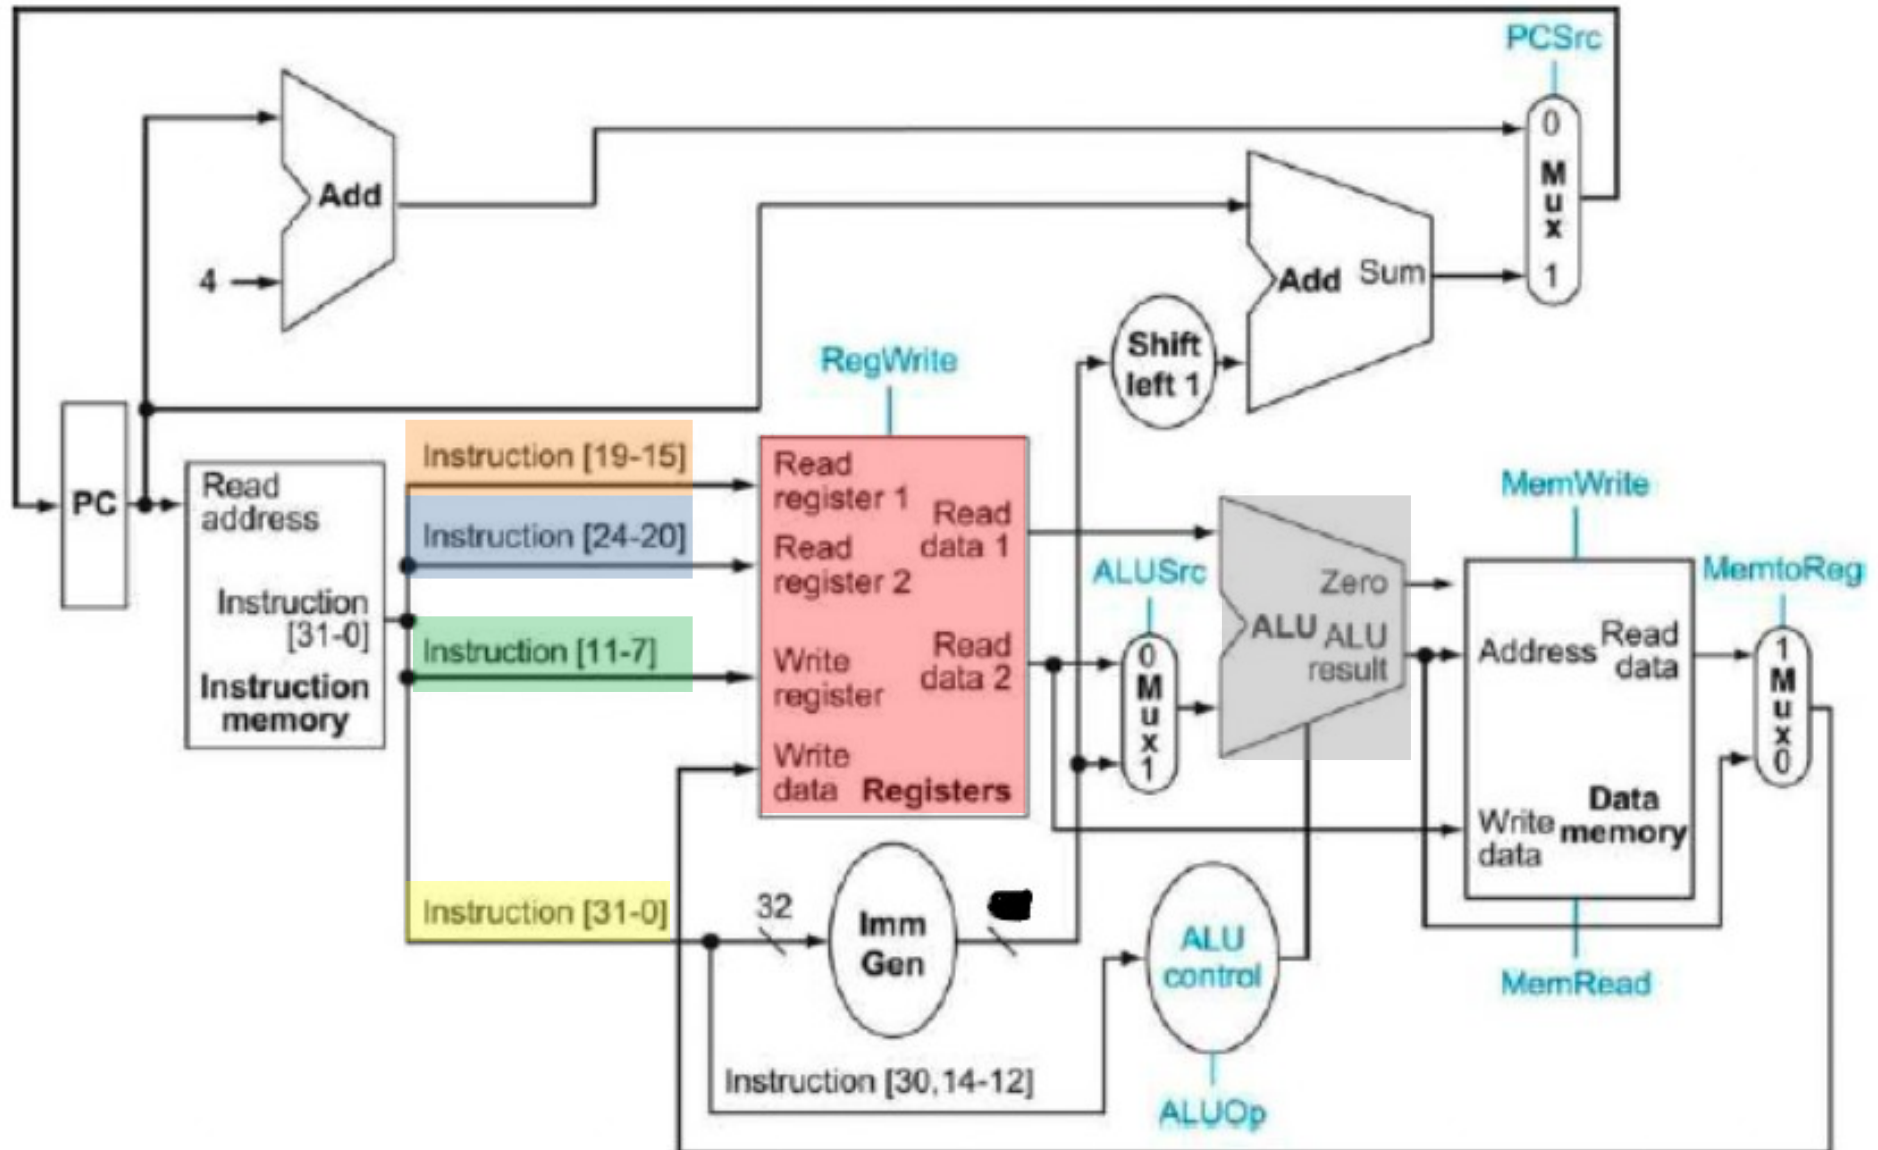 PCSrc
0
Mux
1
Add
4
Add Sum
Shift
left 1
RegWrite
PC
Read
address
Instruction
[31-0]
Instruction
memory
Instruction [19-15]
Instruction [24-20]
Instruction [11-7]
Instruction [31-0]
Read
register 1
Read
data 1
Read
register 2
Write
register
Read
data 2
Write
data
Registers
ALUSrc
0
Mux
1
Zero
ALU
ALU
result
MemWrite
Address
Read
data
Write
data
Data
memory
MemRead
MemtoReg
1
Mux
0
32
Imm
Gen
ALU
control
Instruction [30,14-12]
ALUOp